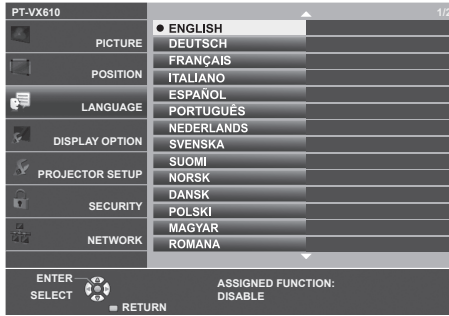 PT-VX610
1/2
PICTURE
POSITION
LANGUAGE
DISPLAY OPTION
PROJECTOR SETUP
SECURITY
NETWORK
ENGLISH
DEUTSCH
FRANÇAIS
ITALIANO
ESPAÑOL
PORTUGUÊS
NEDERLANDS
SVENSKA
SUOMI
NORSK
DANSK
POLSKI
MAGYAR
ROMANA
ENTER
SELECT
RETURN
ASSIGNED FUNCTION:
DISABLE